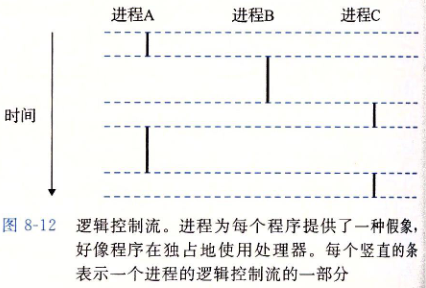 进程A 进程B 进程C
时间
图 8-12 逻辑控制流。进程为每个程序提供了一种假象，
好像程序在独占地使用处理器。每个竖直的条
表示一个进程的逻辑控制流的一部分